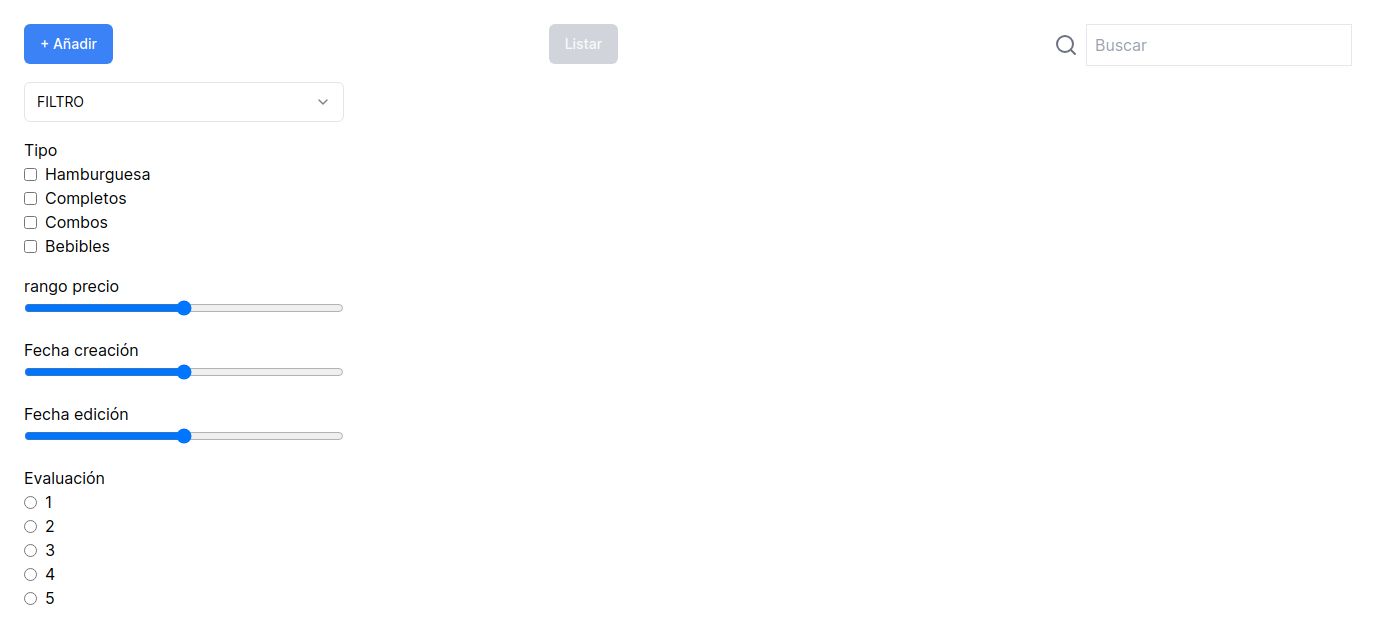 + Añadir
Listar
Buscar
FILTRO
Tipo
Hamburguesa
Completos
Combos
Bebibles
rango precio
Fecha creación
Fecha edición
Evaluación
1
2
3
4
5